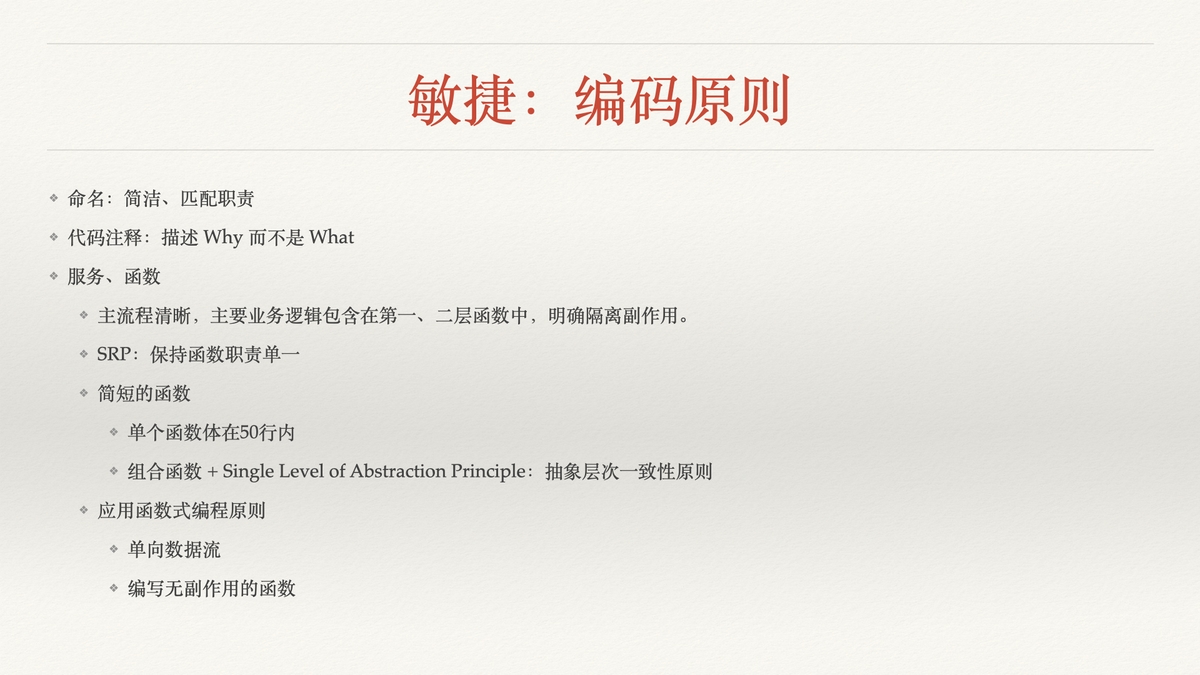 敏捷：编码原则
❖ 命名：简洁、匹配职责
❖ 代码注释：描述 Why 而不是 What
❖ 服务、函数
❖ 主流程清晰，主要业务逻辑包含在第一、二层函数中，明确隔离副作用。
❖ SRP：保持函数职责单一
❖ 简短的函数
❖ 单个函数体在50行内
❖ 组合函数 + Single Level of Abstraction Principle：抽象层次一致性原则
❖ 应用函数式编程原则
❖ 单向数据流
❖ 编写无副作用的函数